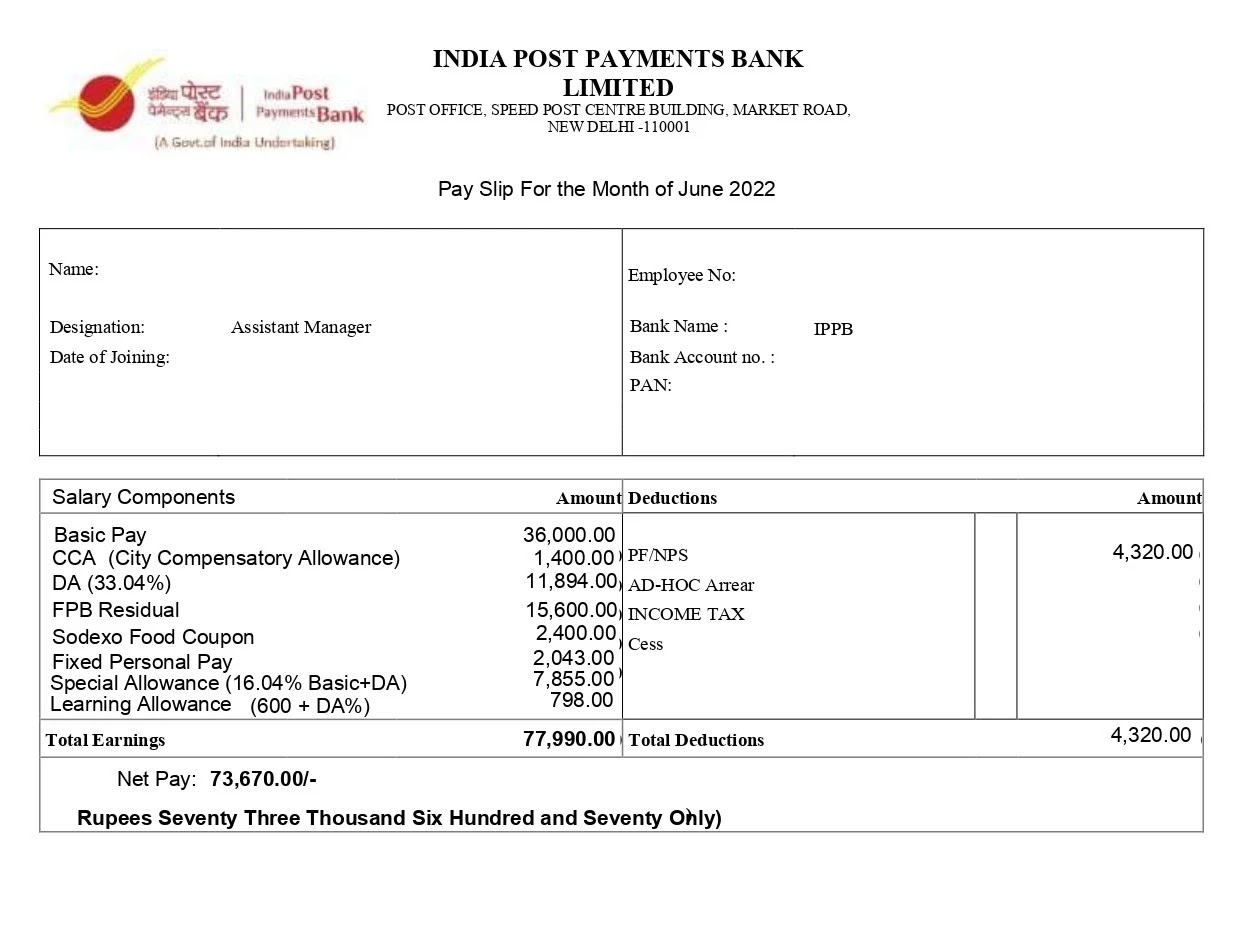 इंडिया पोस्ट
पेमेन्ट्स बैंक
India Post
Payments Bank
(A Govt.of India Undertaking)
INDIA POST PAYMENTS BANK
LIMITED
POST OFFICE, SPEED POST CENTRE BUILDING, MARKET ROAD,
NEW DELHI -110001
Pay Slip For the Month of June 2022
Name:
Employee No:
Designation: Assistant Manager
Bank Name : IPPB
Date of Joining:
Bank Account no. :
PAN:
Salary Components Amount Deductions Amount
Basic Pay 36,000.00
CCA (City Compensatory Allowance) 1,400.00 ) PF/NPS 4,320.00
DA (33.04%) 11,894.00) AD-HOC Arrear
FPB Residual 15,600.00) INCOME TAX
Sodexo Food Coupon 2,400.00 ) Cess
Fixed Personal Pay 2,043.00
Special Allowance (16.04% Basic+DA) 7,855.00 )
Learning Allowance (600 + DA%) 798.00
Total Earnings 77,990.00 Total Deductions 4,320.00
Net Pay: 73,670.00/-
Rupees Seventy Three Thousand Six Hundred and Seventy Only)